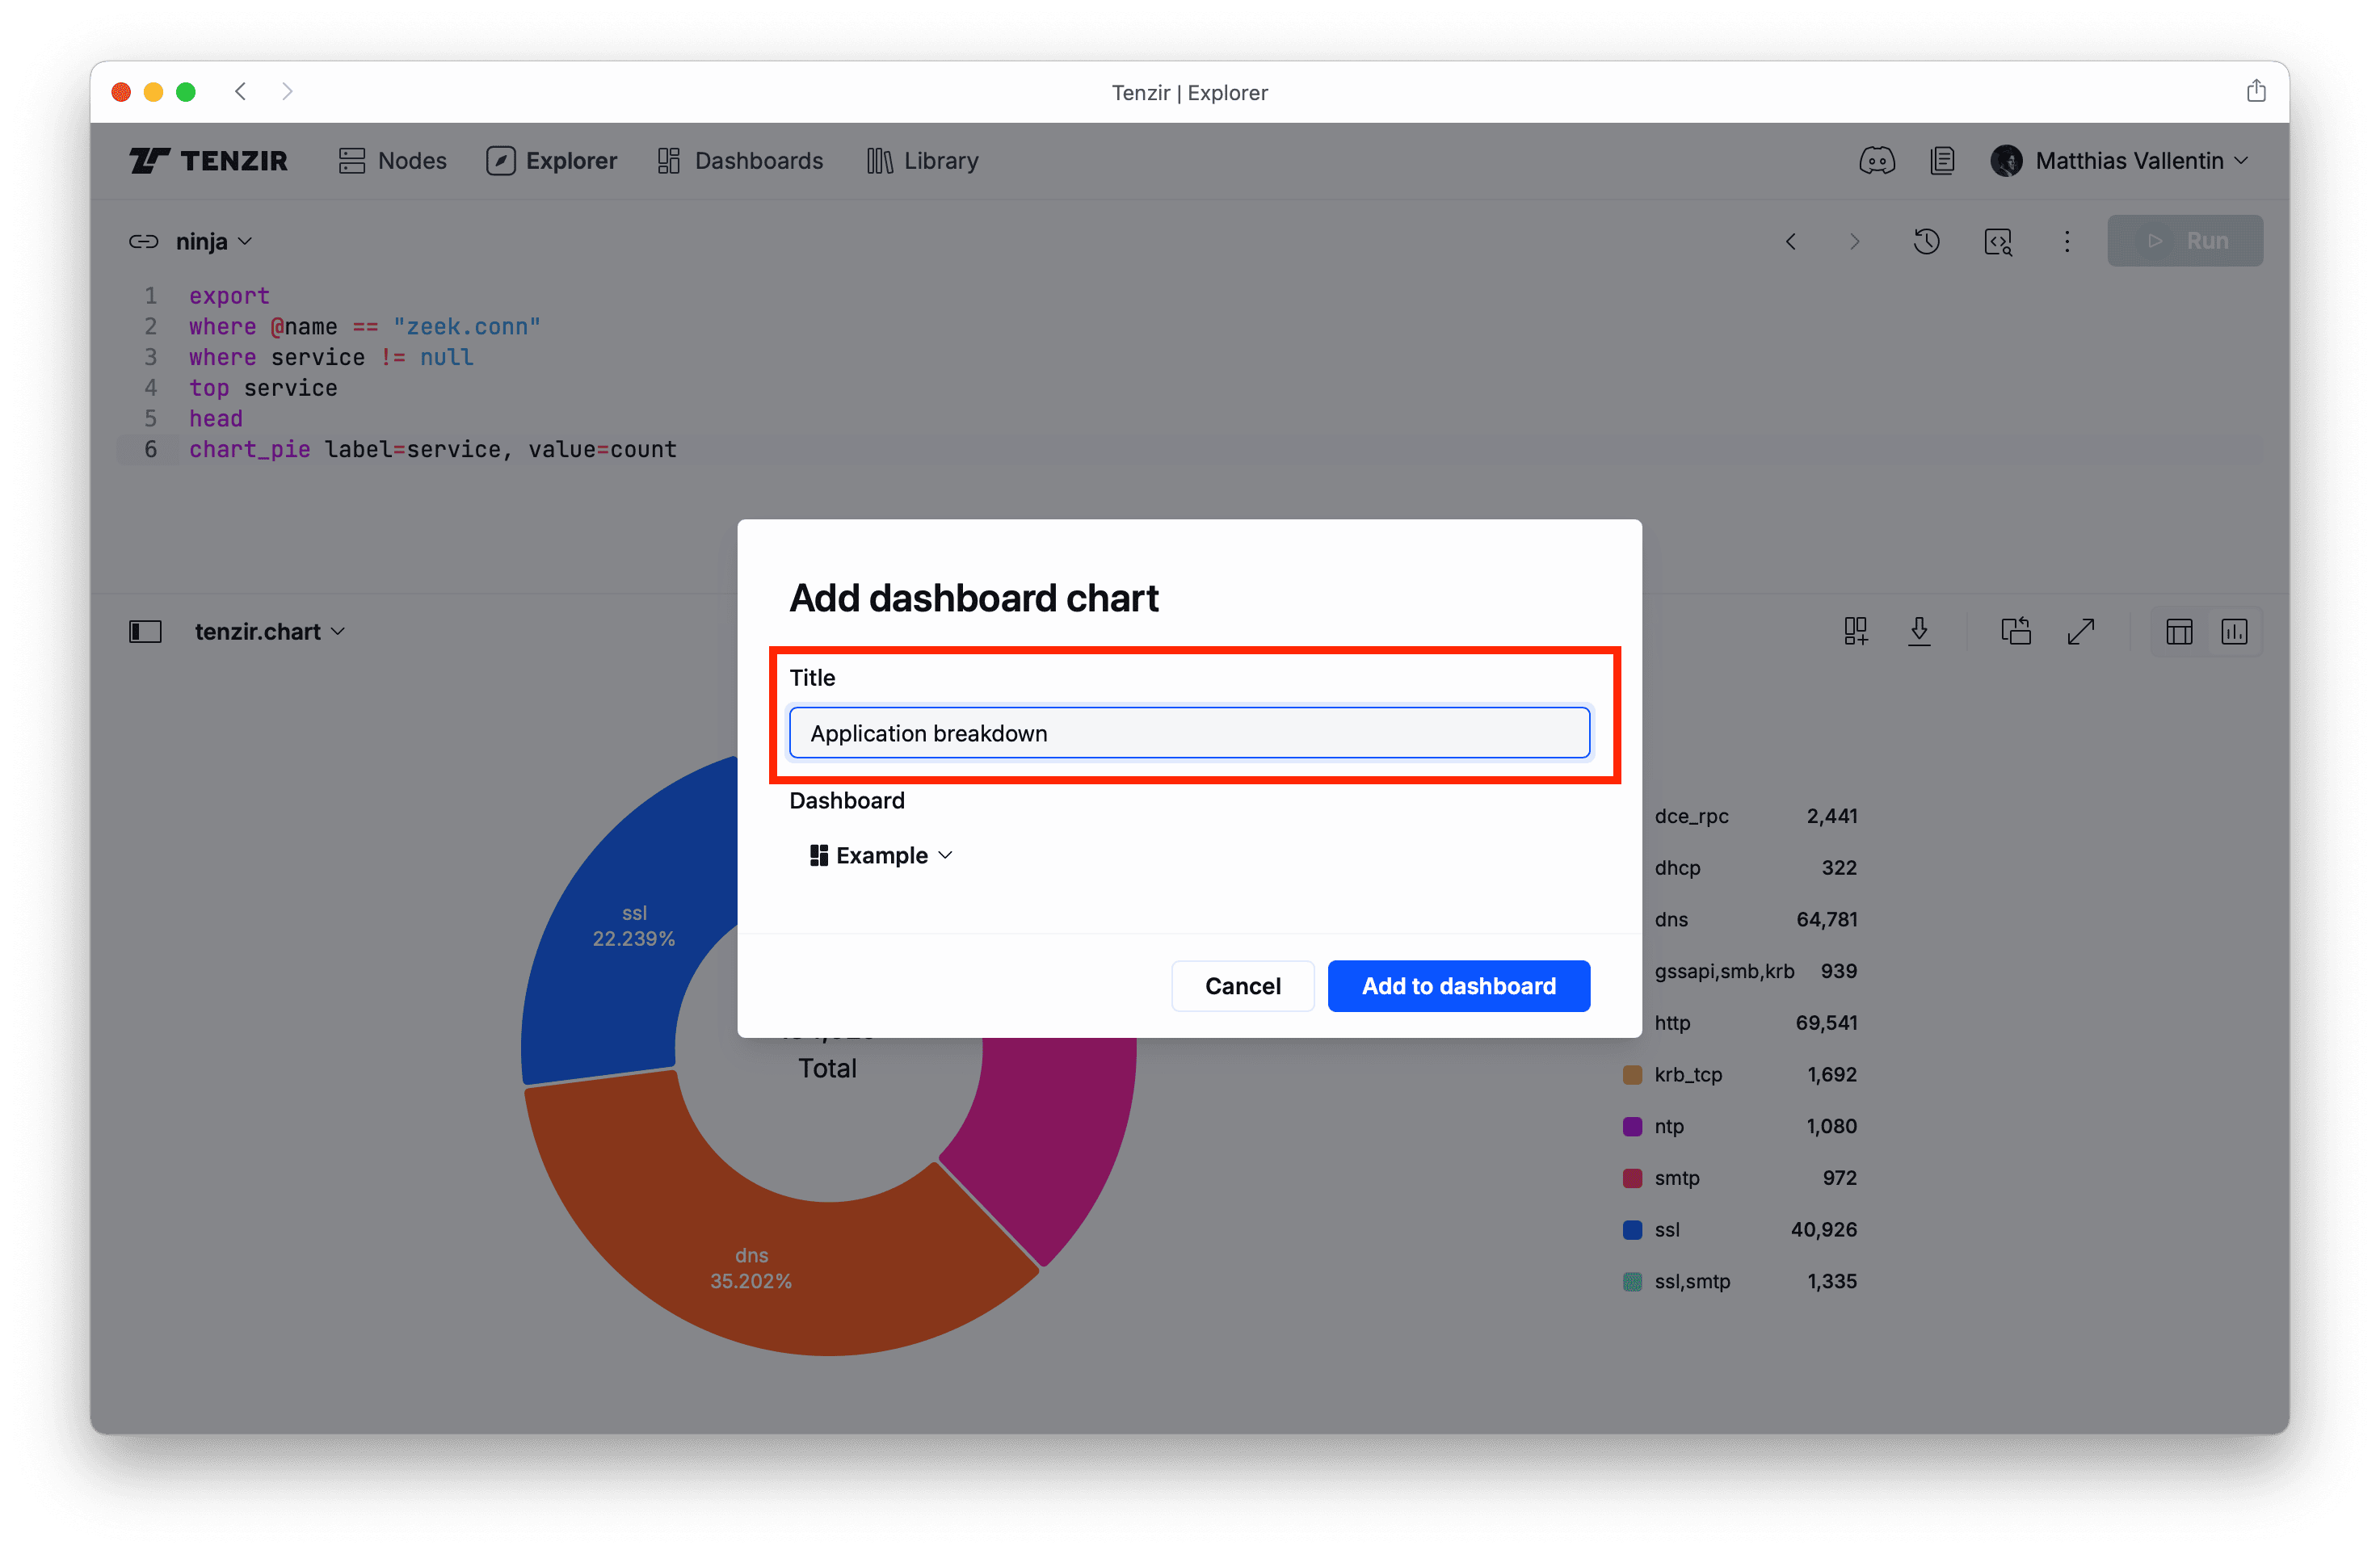 Tenzir | Explorer
TENZIR Nodes Explorer Dashboards Library Matthias Vallentin
ninja Run
1 export
2 where @name == "zeek.conn"
3 where service != null
4 top service
5 head
6 chart_pie label=service, value=count
Add dashboard chart
tenzir.chart
Title
Application breakdown
Dashboard
Example
Cancel Add to dashboard
ssl
22.239%
Total
dns
35.202%
dce_rpc 2,441
dhcp 322
dns 64,781
gssapi,smb,krb 939
http 69,541
krb_tcp 1,692
ntp 1,080
smtp 972
ssl 40,926
ssl,smtp 1,335